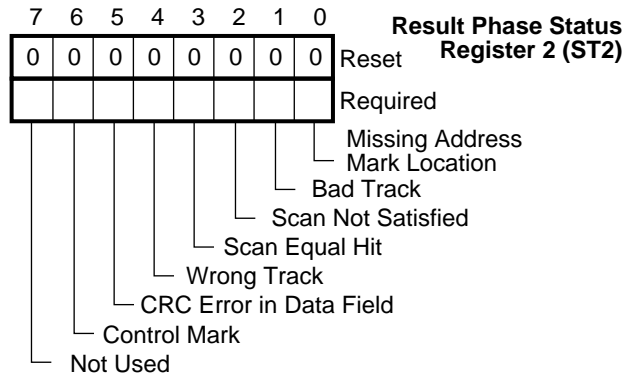 7 6 5 4 3 2 1 0
Result Phase Status
Register 2 (ST2)
0 0 0 0 0 0 0 0 Reset
Required
Missing Address
Mark Location
Bad Track
Scan Not Satisfied
Scan Equal Hit
Wrong Track
CRC Error in Data Field
Control Mark
Not Used